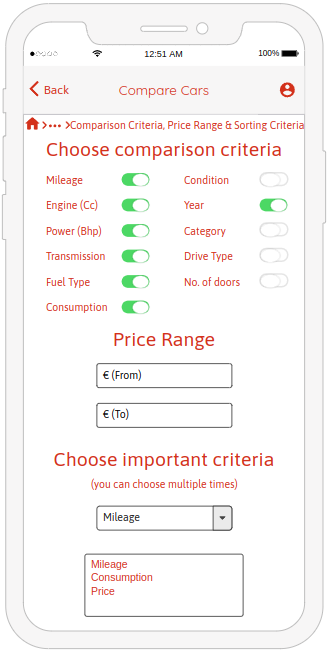 12:51 AM 100%
Back Compare Cars
Comparison Criteria, Price Range & Sorting Criteria
Choose comparison criteria
Mileage Condition
Engine (Cc) Year
Power (Bhp) Category
Transmission Drive Type
Fuel Type No. of doors
Consumption
Price Range
€ (From)
€ (To)
Choose important criteria
(you can choose multiple times)
Mileage
Mileage
Consumption
Price